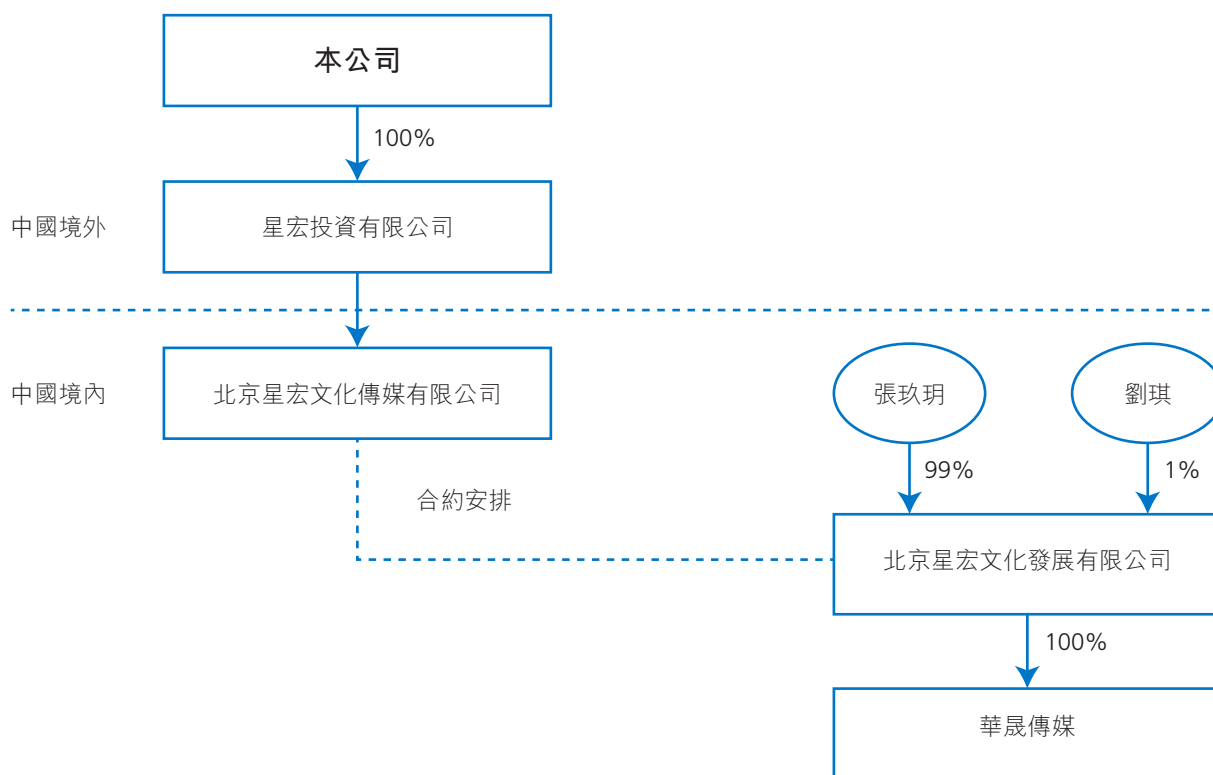 本公司
100%
中國境外
星宏投資有限公司
中國境內
北京星宏文化傳媒有限公司
張玖玥
劉琪
99%
1%
合約安排
北京星宏文化發展有限公司
100%
華晟傳媒